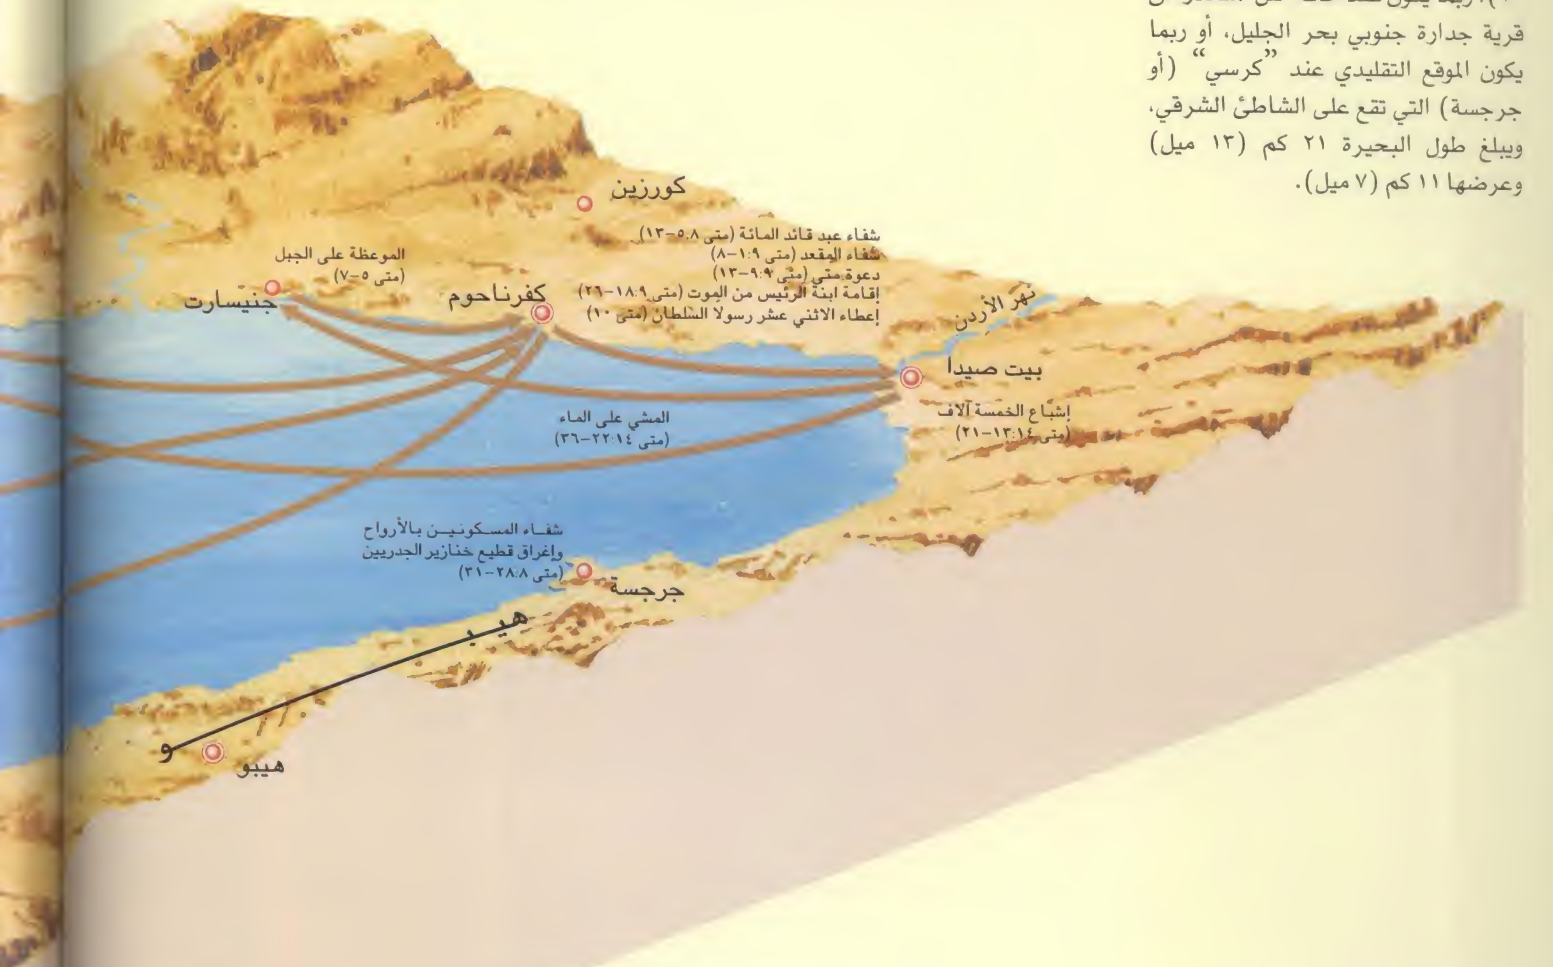 قرية جدارة جنوبي بحر الجليل، أو ربما
يكون الموقع التقليدي عند ”كرسي“ (أو
جرجسة) التي تقع على الشاطئ الشرقي.
ويبلغ طول البحيرة ٢١ كم (١٣ ميل)
وعرضها ١١ كم (٧ ميل).
كورزين
شفاء عبد قائد المائة (متى ٥:٨-١٣)
شفاء المقعد (متى ١:٩-٨)
دعوة متى (متى ٩:٩-١٣)
إقامة ابنة الرئيس من الموت (متى ١٨:٩-٢٦)
إعطاء الاثني عشر رسولا السلطان (متى ١٠)
الموعظة على الجبل
(متى ٥-٧)
كفرناحوم
جنيسارت
نهر الأردن
بيت صيدا
إشباع الخمسة آلاف
(متى ١٣:١٤-٢١)
المشي على الماء
(متى ٢٢:١٤-٣٦)
شفــاء المسـكونيـن بـالأرواح
وإغراق قطيع خنازير الجدريين
(متى ٢٨:٨-٣١)
جرجسة
هيبو
هيبو